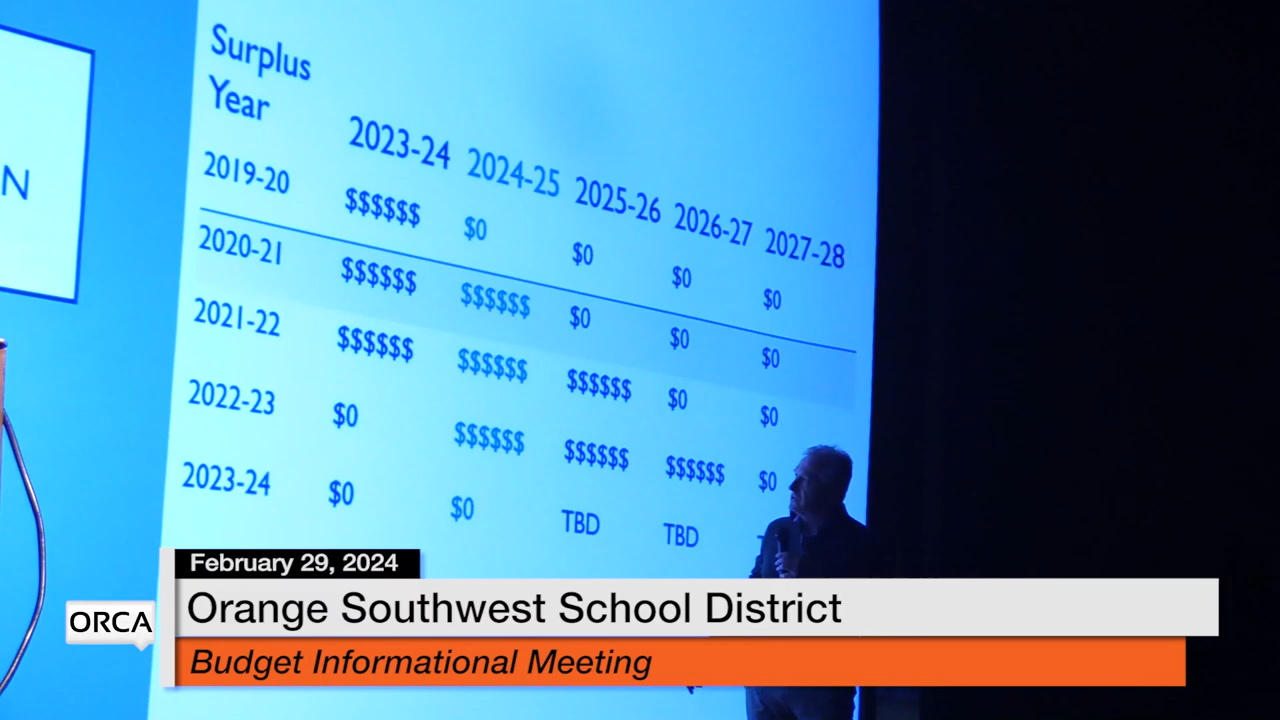 N
Surplus
Year
2023-24 2024-25 2025-26 2026-27 2027-28
2019-20 $$$$$$ $0 $0 $0 $0
2020-21 $$$$$$ $$$$$$ $0 $0 $0
2021-22 $$$$$$ $$$$$$ $$$$$$ $0 $0
2022-23 $0 $$$$$$ $$$$$$ $$$$$$ $0
2023-24 $0 $0 TBD TBD
February 29, 2024
ORCA
Orange Southwest School District
Budget Informational Meeting